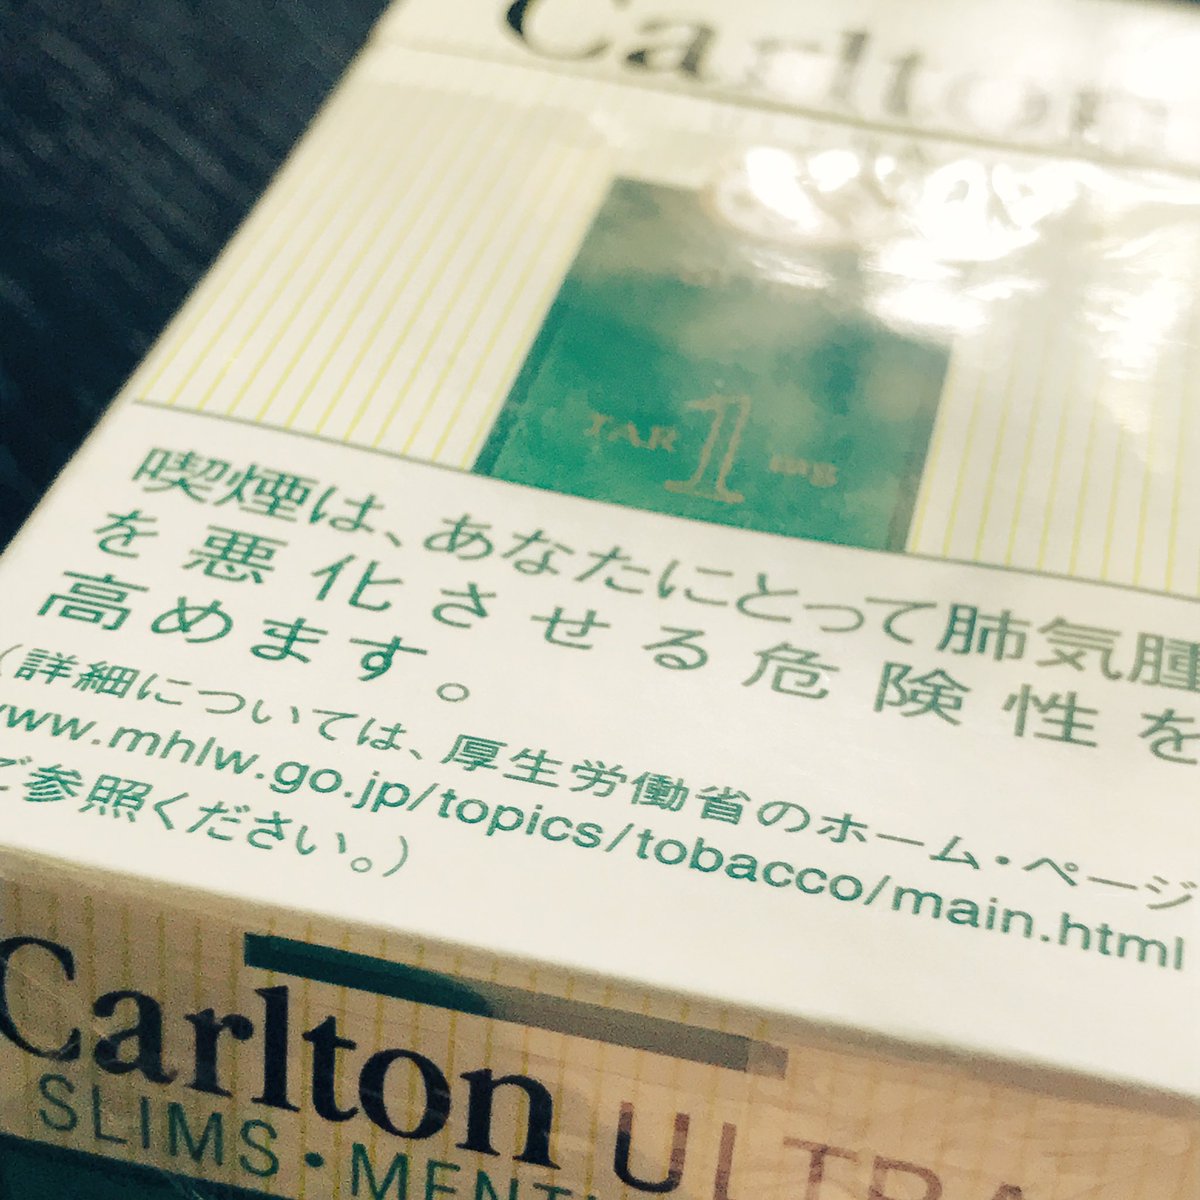 Carlton
TAR 1 mg
喫煙は、あなたにとって肺気腫
を悪化させる危険性を
高めます。
(詳細については、厚生労働省のホーム・ページ
www.mhlw.go.jp/topics/tobacco/main.html
ご参照ください。)
Carlton ULTRA
SLIMS・MENT